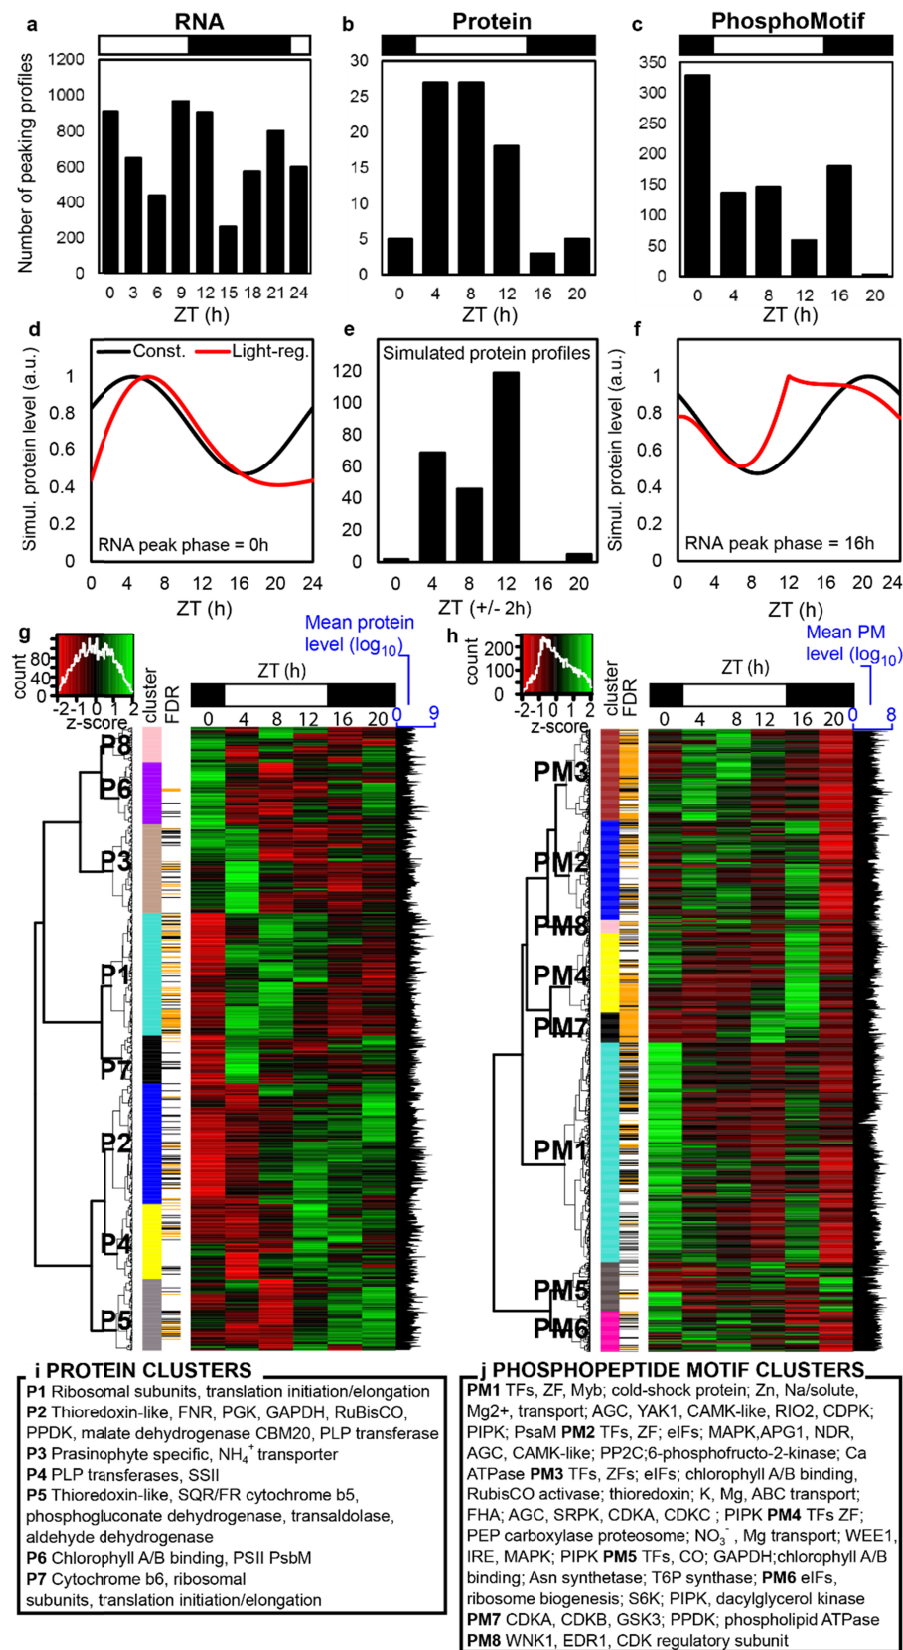 a RNA
b Protein
c PhosphoMotif
Number of peaking profiles
1200
1000
800
600
400
200
0
0 3 6 9 12 15 18 21 24
ZT (h)
30
25
20
15
10
5
0
0 4 8 12 16 20
ZT (h)
350
300
250
200
150
100
50
0
0 4 8 12 16 20
ZT (h)
d
Const. Light-reg.
Simul. protein level (a.u.)
1
0.8
0.6
0.4
0.2
0
RNA peak phase = 0h
0 4 8 12 16 20 24
ZT (h)
e
Simulated protein profiles
120
100
80
60
40
20
0
0 4 8 12 16 20
ZT (+/- 2h)
f
Simul. protein level (a.u.)
1
0.8
0.6
0.4
0.2
0
RNA peak phase = 16h
0 4 8 12 16 20 24
ZT (h)
g
count
0 40 80
-2 -1 0 1 2
z-score
cluster
FDR
ZT (h)
0 4 8 12 16 20
Mean protein
level (log10)
0 9
P8
P6
P3
P1
P7
P2
P4
P5
h
count
0 100 200
-2 -1 0 1 2
z-score
cluster
FDR
ZT (h)
0 4 8 12 16 20
Mean PM
level (log10)
0 8
PM3
PM2
PM8
PM4
PM7
PM1
PM5
PM6
i PROTEIN CLUSTERS
P1 Ribosomal subunits, translation initiation/elongation
P2 Thioredoxin-like, FNR, PGK, GAPDH, RuBisCO,
PPDK, malate dehydrogenase CBM20, PLP transferase
P3 Prasinophyte specific, NH4+ transporter
P4 PLP transferases, SSII
P5 Thioredoxin-like, SQR/FR cytochrome b5,
phosphogluconate dehydrogenase, transaldolase,
aldehyde dehydrogenase
P6 Chlorophyll A/B binding, PSII PsbM
P7 Cytochrome b6, ribosomal
subunits, translation initiation/elongation
j PHOSPHOPEPTIDE MOTIF CLUSTERS
PM1 TFs, ZF, Myb; cold-shock protein; Zn, Na/solute,
Mg2+, transport; AGC, YAK1, CAMK-like, RIO2, CDPK;
PIPK; PsaM PM2 TFs, ZF; eIFs; MAPK,APG1, NDR,
AGC, CAMK-like; PP2C;6-phosphofructo-2-kinase; Ca
ATPase PM3 TFs, ZFs; eIFs; chlorophyll A/B binding,
RubisCO activase; thioredoxin; K, Mg, ABC transport;
FHA; AGC, SRPK, CDKA, CDKC ; PIPK PM4 TFs ZF;
PEP carboxylase proteosome; NO3- , Mg transport; WEE1,
IRE, MAPK; PIPK PM5 TFs, CO; GAPDH;chlorophyll A/B
binding; Asn synthetase; T6P synthase; PM6 eIFs,
ribosome biogenesis; S6K; PIPK, dacylglycerol kinase
PM7 CDKA, CDKB, GSK3; PPDK; phospholipid ATPase
PM8 WNK1, EDR1, CDK regulatory subunit